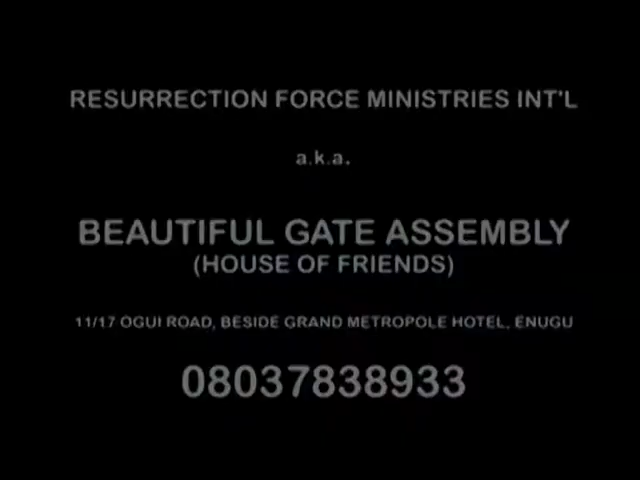 RESURRECTION FORCE MINISTRIES INT'L
a.k.a.
BEAUTIFUL GATE ASSEMBLY
(HOUSE OF FRIENDS)
11/17 OGUI ROAD, BESIDE GRAND METROPOLE HOTEL, ENUGU
08037838933